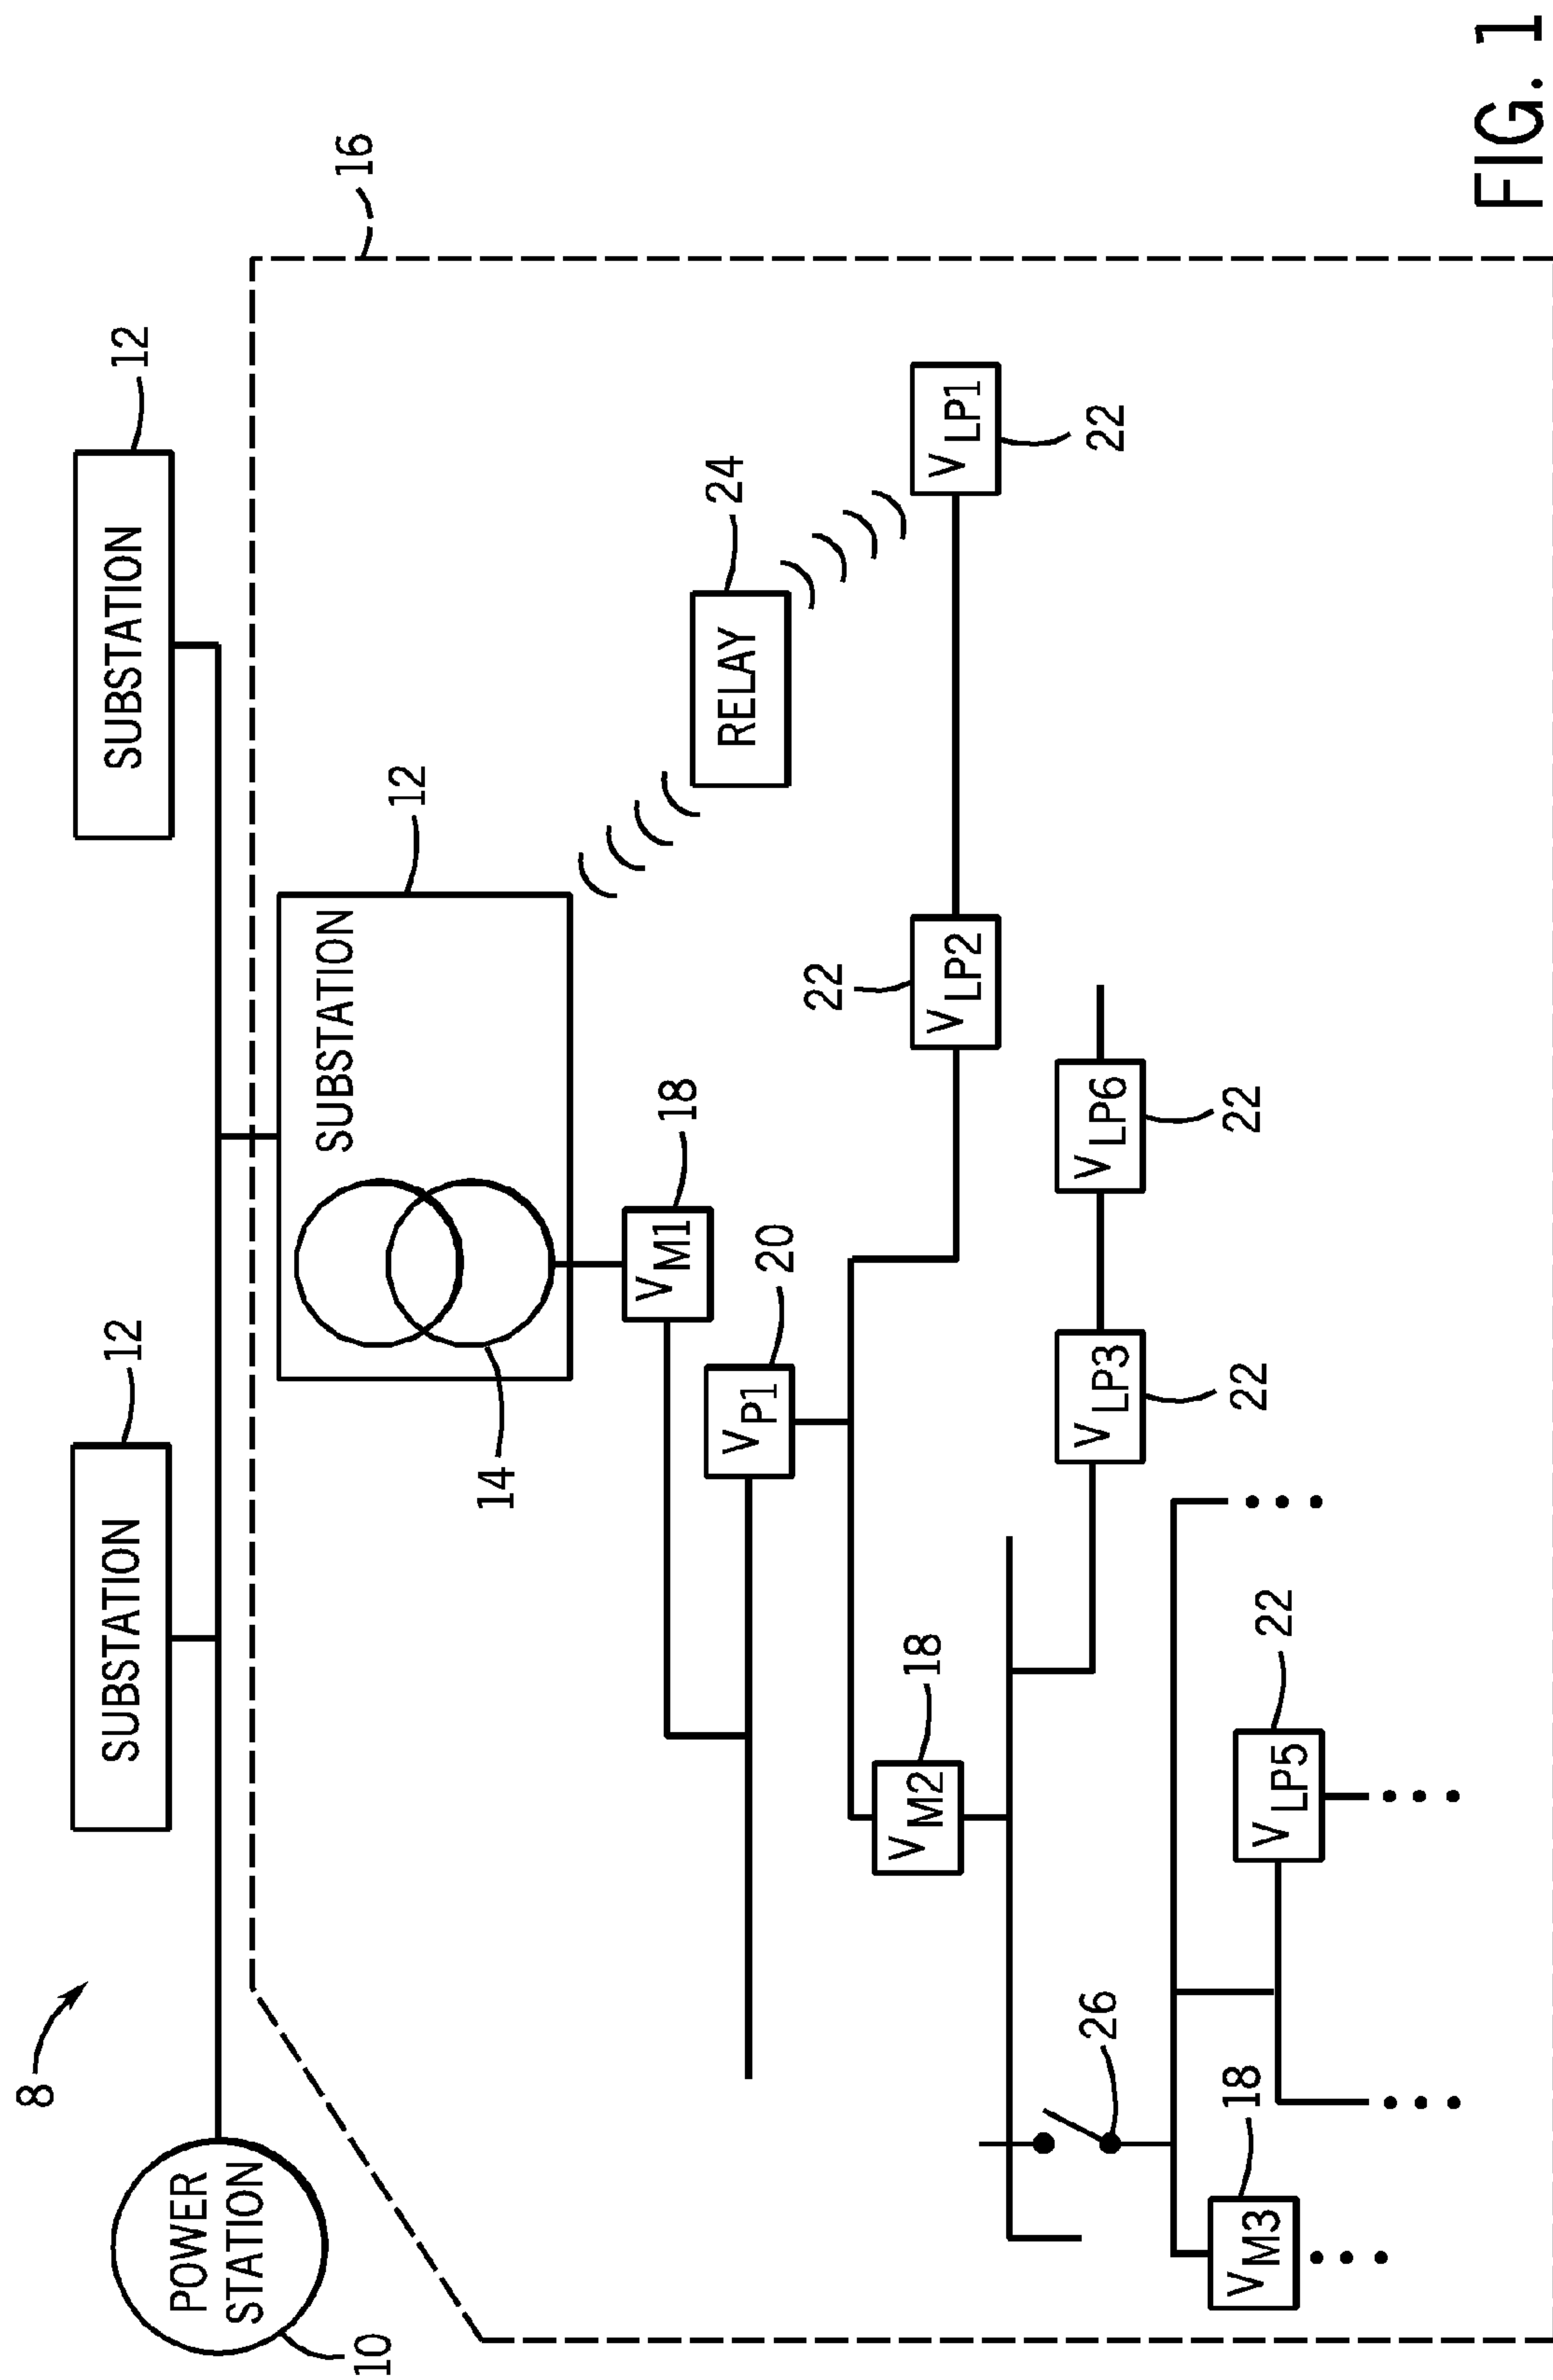 8
10
POWER
STATION
SUBSTATION
12
SUBSTATION
12
16
SUBSTATION
12
14
VM1
18
VP1
20
RELAY
24
VM2
18
22
VLP2
VLP1
22
VLP3
22
VLP6
22
26
VM3
18
VLP5
22
FIG. 1